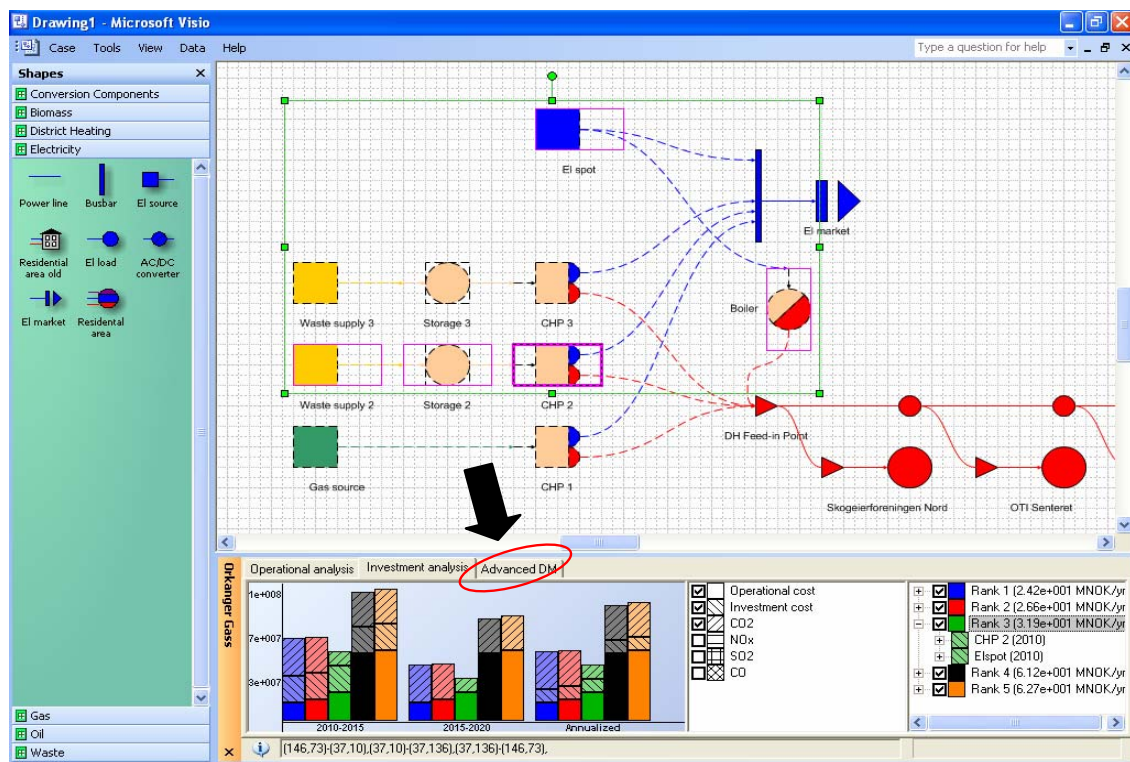 Drawing1 - Microsoft Visio
Case Tools View Data Help
Type a question for help
Shapes
Conversion Components
Biomass
District Heating
Electricity
Power line Busbar El source
Residential area old El load AC/DC converter
El market Residental area
Gas
Oil
Waste
El spot
El market
Boiler
Waste supply 3 Storage 3 CHP 3
Waste supply 2 Storage 2 CHP 2
DH Feed-in Point
Gas source CHP 1
Skogeierforeningen Nord OTI Senteret
Orkanger Gass
Operational analysis Investment analysis Advanced DM
1e+008
7e+007
3e+007
2010-2015 2015-2020 Annualized
Operational cost
Investment cost
CO2
NOx
SO2
CO
Rank 1 (2.42e+001 MNOK/yr
Rank 2 (2.66e+001 MNOK/yr
Rank 3 (3.19e+001 MNOK/yr
CHP 2 (2010)
Elspot (2010)
Rank 4 (6.12e+001 MNOK/yr
Rank 5 (6.27e+001 MNOK/yr
(146,73)-(37,10),(37,10)-(37,136),(37,136)-(146,73),